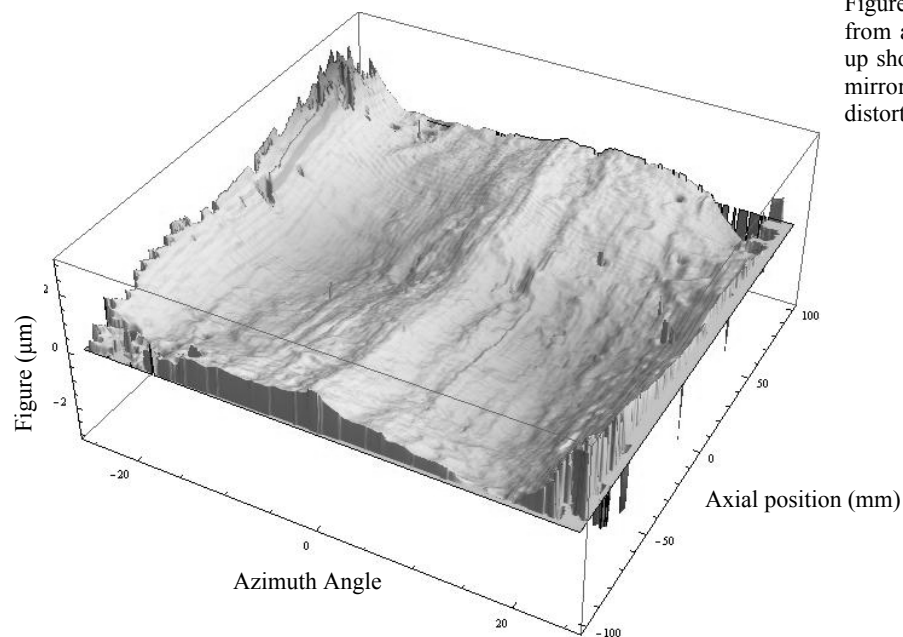 Figure
from a
up sho
mirror
distort
2
0
−2
Figure (μm)
−20
0
20
Azimuth Angle
100
50
0
−50
−100
Axial position (mm)